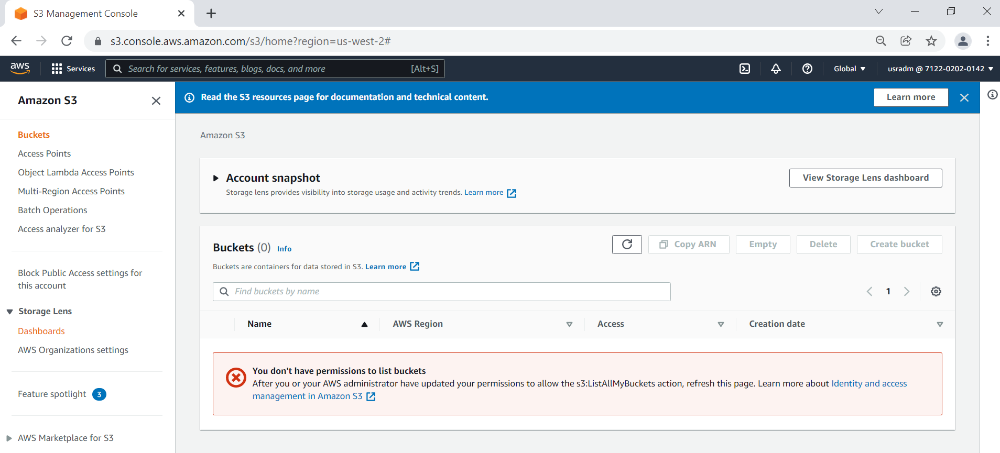 S3 Management Console
s3.console.aws.amazon.com/s3/home?region=us-west-2#
aws
Services
Search for services, features, blogs, docs, and more
[Alt+S]
Global
usradm @ 7122-0202-0142
Amazon S3
Read the S3 resources page for documentation and technical content.
Learn more
Buckets
Access Points
Object Lambda Access Points
Multi-Region Access Points
Batch Operations
Access analyzer for S3
Block Public Access settings for
this account
Storage Lens
Dashboards
AWS Organizations settings
Feature spotlight 3
AWS Marketplace for S3
Amazon S3
Account snapshot
Storage lens provides visibility into storage usage and activity trends. Learn more
View Storage Lens dashboard
Buckets (0) Info
Copy ARN
Empty
Delete
Create bucket
Buckets are containers for data stored in S3. Learn more
Find buckets by name
1
Name
AWS Region
Access
Creation date
You don't have permissions to list buckets
After you or your AWS administrator have updated your permissions to allow the s3:ListAllMyBuckets action, refresh this page. Learn more about Identity and access
management in Amazon S3